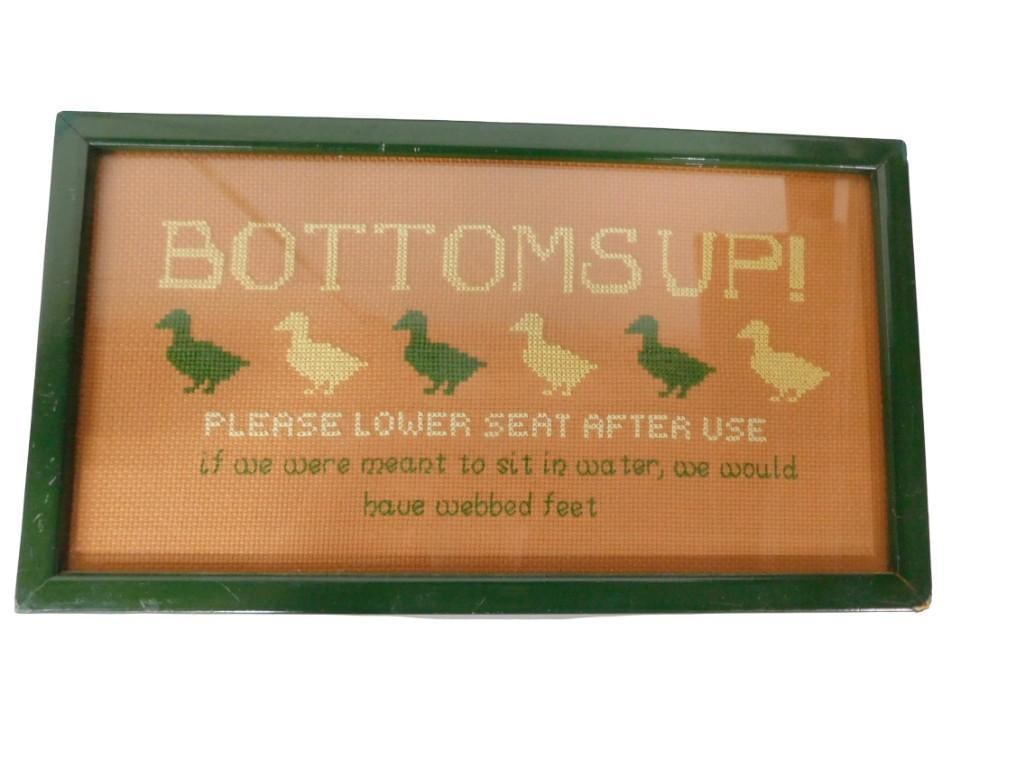 BOTTOMS UP!
PLEASE LOWER SEAT AFTER USE
if we were meant to sit in water, we would
have webbed feet